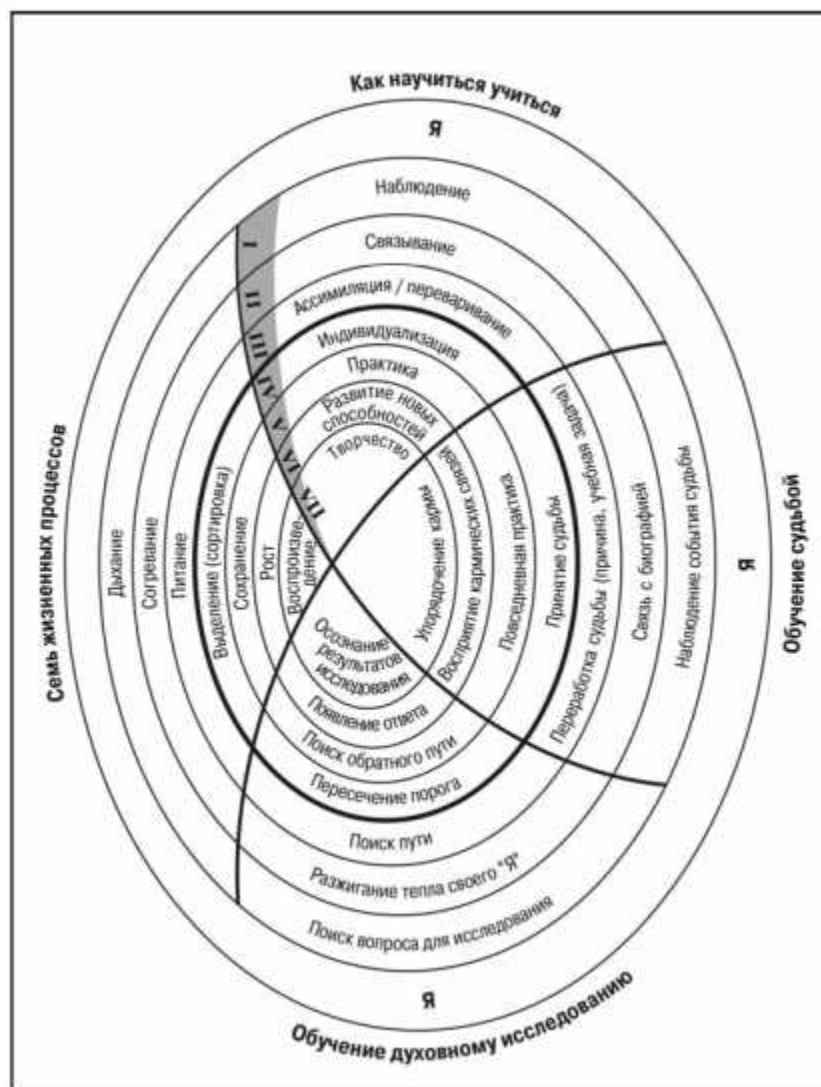 Как научиться учиться
Я
Наблюдение
Связывание
Ассимиляция / переваривание
Индивидуализация
Практика
Развитие новых
способностей
Творчество
I
II
III
IV
V
VI
VII
Семь жизненных процессов
Дыхание
Согревание
Питание
Выделение (сортировка)
Сохранение
Рост
Воспроизве-
дение
Обучение судьбой
Я
Наблюдение события судьбы
Связь с биографией
Переработка судьбы (причина, учебная задача)
Принятие судьбы
Повседневная практика
Восприятие кармических связей
Упорядочение кармы
Осознание
результатов
исследования
Появление ответа
Поиск обратного пути
Пересечение порога
Поиск пути
Разжигание тепла своего "Я"
Поиск вопроса для исследования
Я
Обучение духовному исследованию